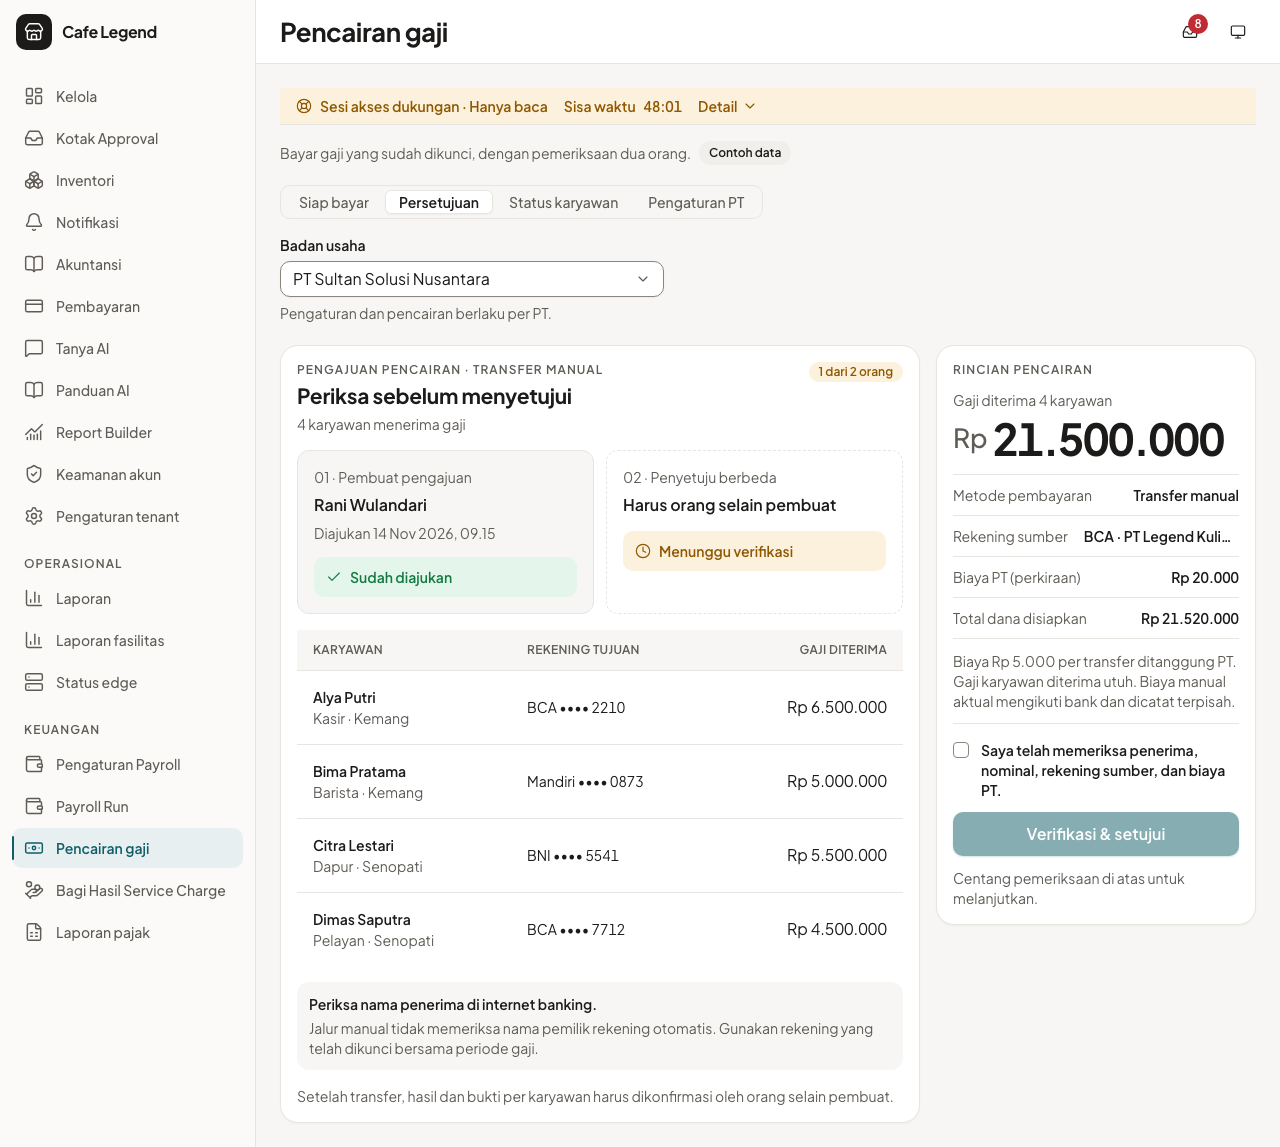 Cafe Legend
Kelola
Kotak Approval
Inventori
Notifikasi
Akuntansi
Pembayaran
Tanya AI
Panduan AI
Report Builder
Keamanan akun
Pengaturan tenant
OPERASIONAL
Laporan
Laporan fasilitas
Status edge
KEUANGAN
Pengaturan Payroll
Payroll Run
Pencairan gaji
Bagi Hasil Service Charge
Laporan pajak
Pencairan gaji
8
Sesi akses dukungan · Hanya baca Sisa waktu 48:01 Detail
Bayar gaji yang sudah dikunci, dengan pemeriksaan dua orang. Contoh data
Siap bayar Persetujuan Status karyawan Pengaturan PT
Badan usaha
PT Sultan Solusi Nusantara
Pengaturan dan pencairan berlaku per PT.
PENGAJUAN PENCAIRAN · TRANSFER MANUAL
1 dari 2 orang
Periksa sebelum menyetujui
4 karyawan menerima gaji
01 · Pembuat pengajuan
Rani Wulandari
Diajukan 14 Nov 2026, 09.15
Sudah diajukan
02 · Penyetuju berbeda
Harus orang selain pembuat
Menunggu verifikasi
KARYAWAN REKENING TUJUAN GAJI DITERIMA
Alya Putri
Kasir · Kemang
BCA •••• 2210
Rp 6.500.000
Bima Pratama
Barista · Kemang
Mandiri •••• 0873
Rp 5.000.000
Citra Lestari
Dapur · Senopati
BNI •••• 5541
Rp 5.500.000
Dimas Saputra
Pelayan · Senopati
BCA •••• 7712
Rp 4.500.000
Periksa nama penerima di internet banking.
Jalur manual tidak memeriksa nama pemilik rekening otomatis. Gunakan rekening yang
telah dikunci bersama periode gaji.
Setelah transfer, hasil dan bukti per karyawan harus dikonfirmasi oleh orang selain pembuat.
RINCIAN PENCAIRAN
Gaji diterima 4 karyawan
Rp 21.500.000
Metode pembayaran Transfer manual
Rekening sumber BCA · PT Legend Kuli...
Biaya PT (perkiraan) Rp 20.000
Total dana disiapkan Rp 21.520.000
Biaya Rp 5.000 per transfer ditanggung PT.
Gaji karyawan diterima utuh. Biaya manual
aktual mengikuti bank dan dicatat terpisah.
Saya telah memeriksa penerima,
nominal, rekening sumber, dan biaya
PT.
Verifikasi & setujui
Centang pemeriksaan di atas untuk
melanjutkan.